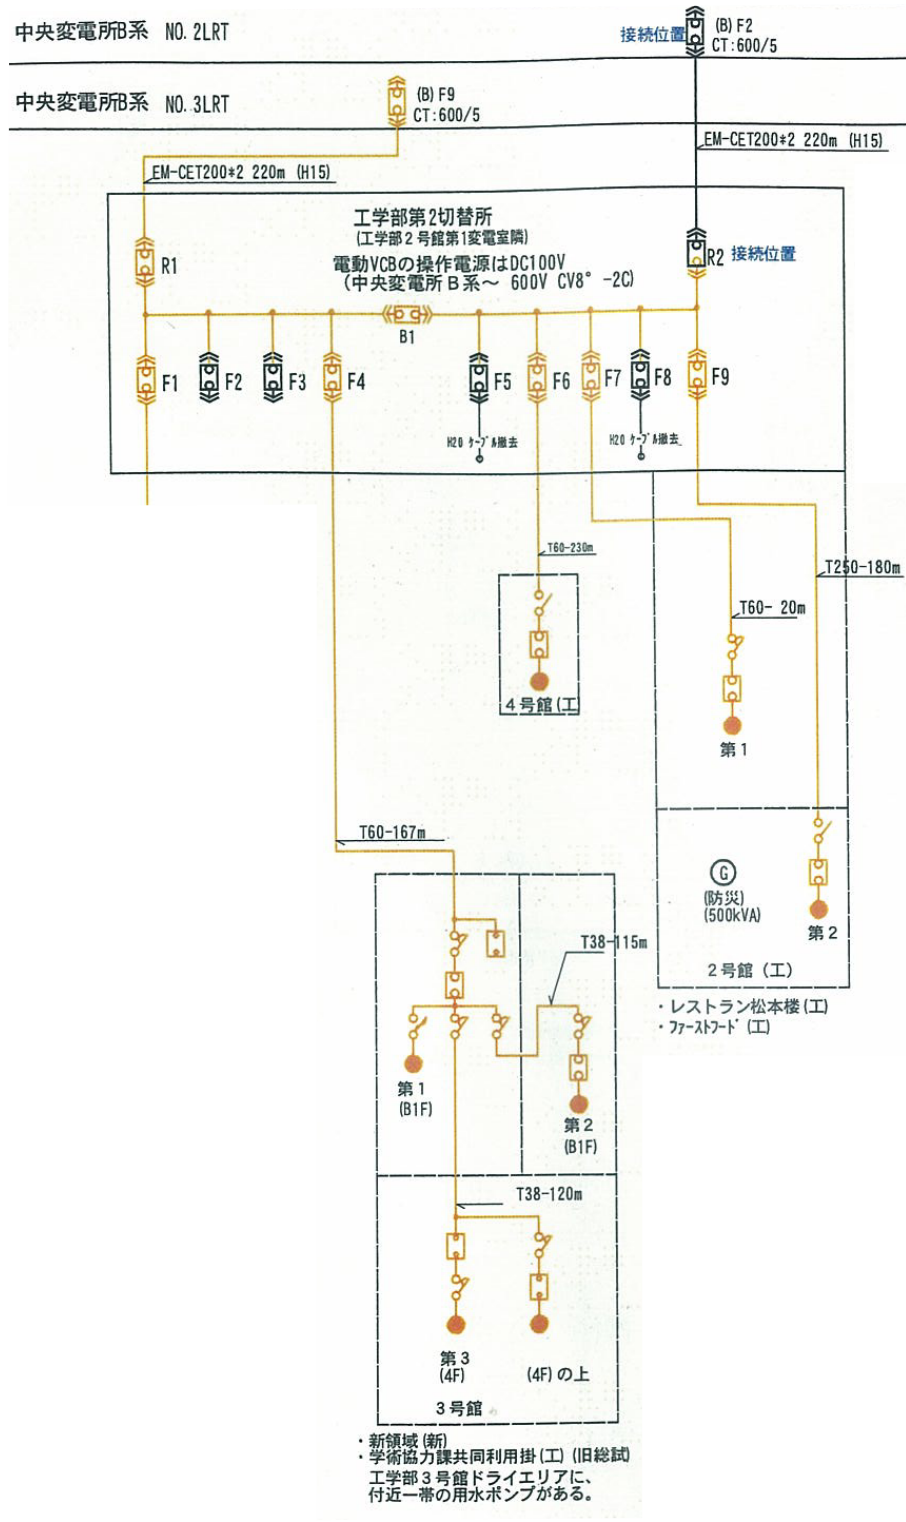 中央変電所B系 NO. 2LRT
接続位置
(B) F2
CT:600/5
中央変電所B系 NO. 3LRT
(B) F9
CT:600/5
EM-CET200*2 220m (H15)
EM-CET200*2 220m (H15)
工学部第2切替所
(工学部2号館第1変電室隣)
電動VCBの操作電源はDC100V
(中央変電所B系~ 600V CV8° -2C)
R1
R2
接続位置
B1
F1
F2
F3
F4
F5
F6
F7
F8
F9
H20 ケーブル撤去
H20 ケーブル撤去
T60-230m
T250-180m
T60- 20m
4号館(工)
第1
T60-167m
G
(防災)
(500kVA)
第2
2号館 (工)
T38-115m
・レストラン松本楼(工)
・ファーストフード (工)
第1
(B1F)
第2
(B1F)
T38-120m
第3
(4F)
(4F)の上
3号館
・新領域(新)
・学術協力課共同利用掛(工) (旧総試)
工学部3号館ドライエリアに、
付近一帯の用水ポンプがある。